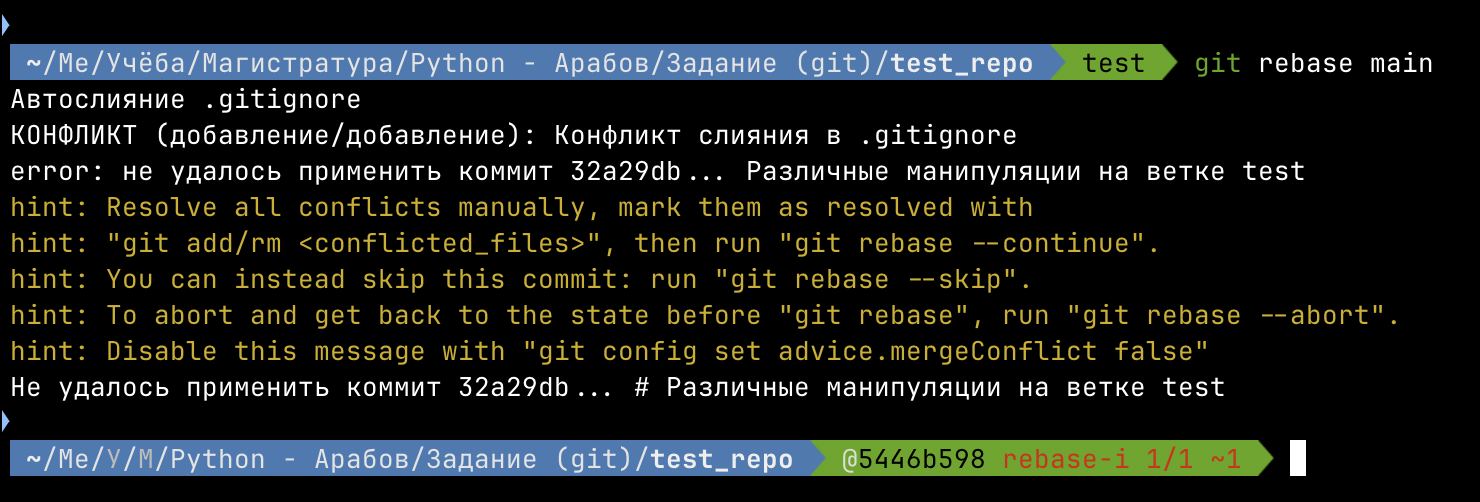 ~/Me/Учёба/Магистратура/Python - Арабов/Задание (git)/test_repo test git rebase main
Автослияние .gitignore
КОНФЛИКТ (добавление/добавление): Конфликт слияния в .gitignore
error: не удалось применить коммит 32a29db... Различные манипуляции на ветке test
hint: Resolve all conflicts manually, mark them as resolved with
hint: "git add/rm <conflicted_files>", then run "git rebase --continue".
hint: You can instead skip this commit: run "git rebase --skip".
hint: To abort and get back to the state before "git rebase", run "git rebase --abort".
hint: Disable this message with "git config set advice.mergeConflict false"
Не удалось применить коммит 32a29db... # Различные манипуляции на ветке test
~/Me/У/М/Python - Арабов/Задание (git)/test_repo @5446b598 rebase-i 1/1 ~1